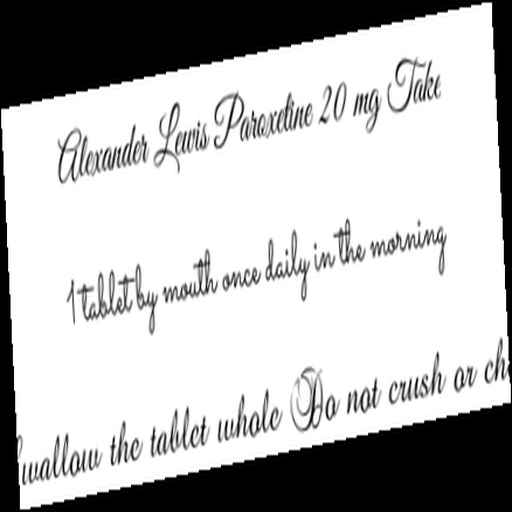 Alexander Lewis Paroxetine 20 mg Take
1 tablet by mouth once daily in the morning
wallow the tablet whole Do not crush or ch